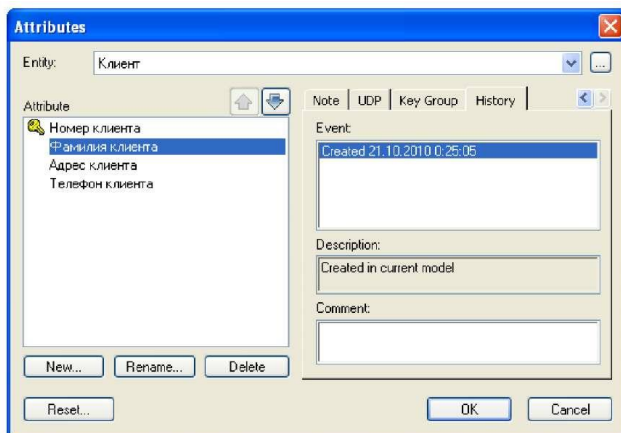 Attributes
Entity: Клиент ...
Attribute
Номер клиента
Фамилия клиента
Адрес клиента
Телефон клиента
New... Rename... Delete
Note UDP Key Group History
Event:
Created 21.10.2010 0:25:05
Description:
Created in current model
Comment:
Reset... OK Cancel